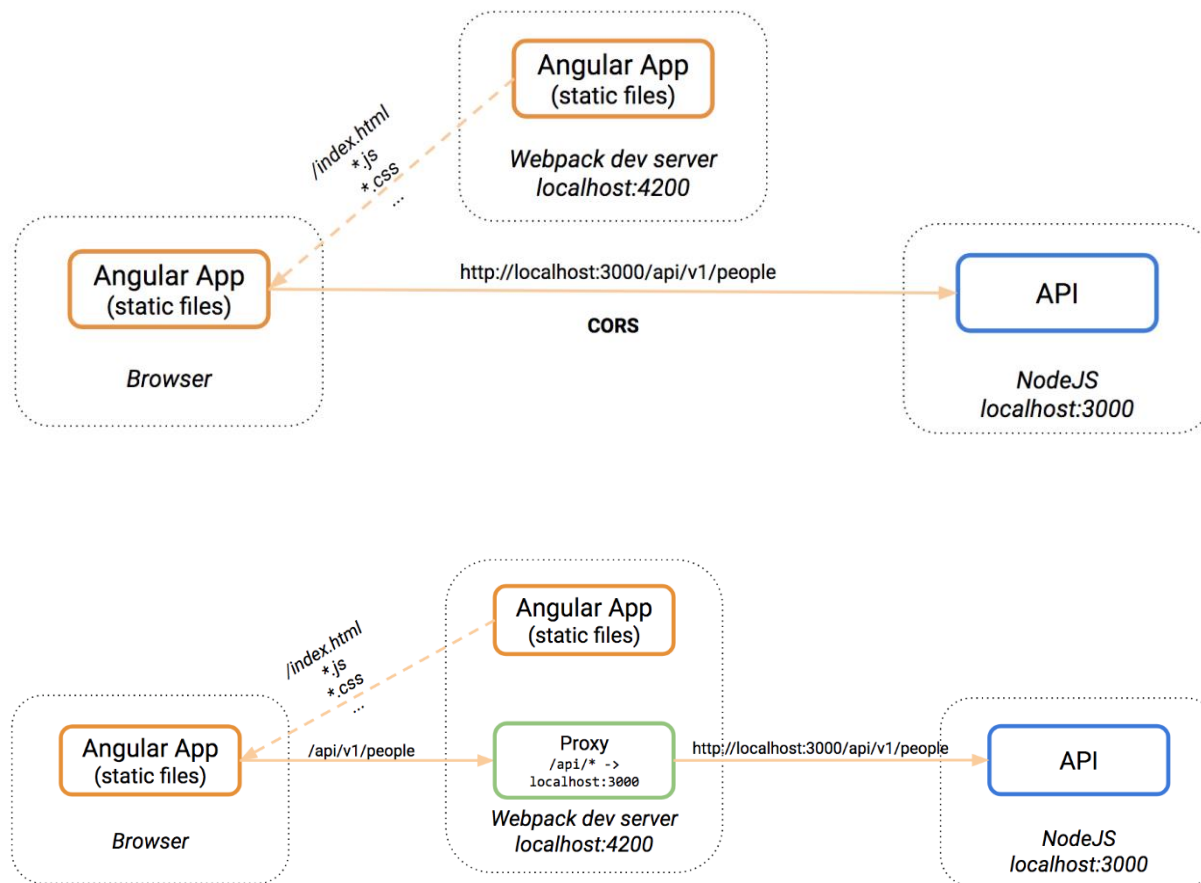 Angular App
(static files)
Webpack dev server
localhost:4200
/index.html
*.js
*.css
...
Angular App
(static files)
Browser
http://localhost:3000/api/v1/people
CORS
API
NodeJS
localhost:3000
Angular App
(static files)
/index.html
*.js
*.css
...
Angular App
(static files)
Browser
/api/v1/people
Proxy
/api/* ->
localhost:3000
Webpack dev server
localhost:4200
http://localhost:3000/api/v1/people
API
NodeJS
localhost:3000